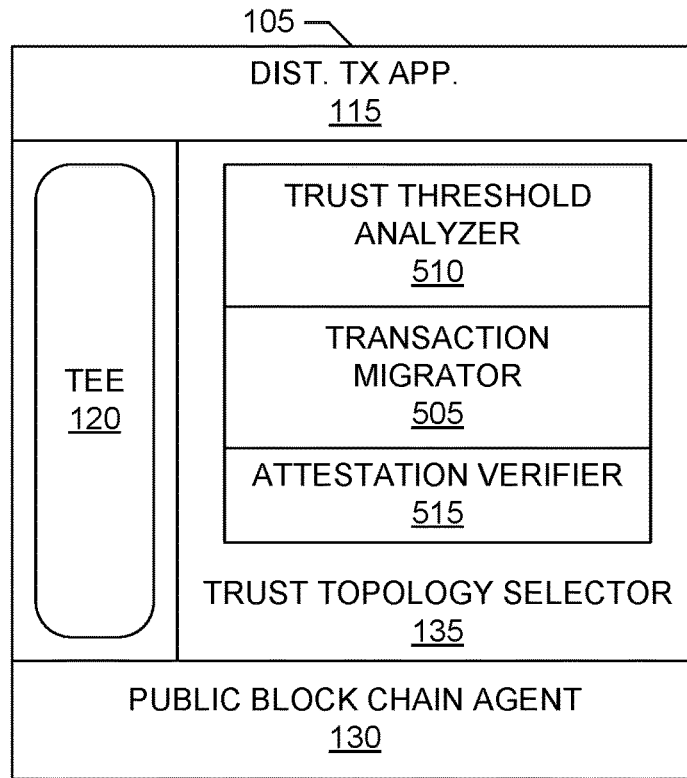 105
DIST. TX APP.
115
TRUST THRESHOLD
ANALYZER
510
TRANSACTION
MIGRATOR
505
TEE
120
ATTESTATION VERIFIER
515
TRUST TOPOLOGY SELECTOR
135
PUBLIC BLOCK CHAIN AGENT
130